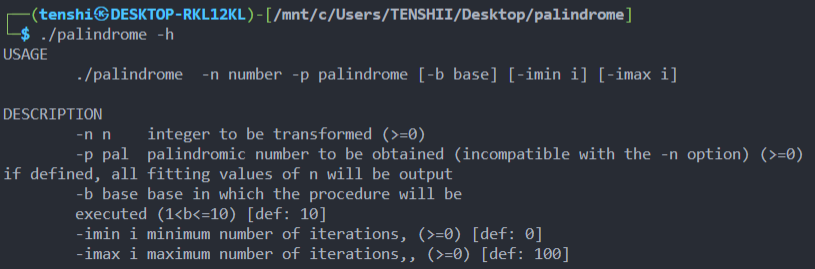 (tenshi㉿DESKTOP-RKL12KL)-[/mnt/c/Users/TENSHII/Desktop/palindrome]
$ ./palindrome -h
USAGE
        ./palindrome  -n number -p palindrome [-b base] [-imin i] [-imax i]

DESCRIPTION
        -n n    integer to be transformed (>=0)
        -p pal  palindromic number to be obtained (incompatible with the -n option) (>=0)
if defined, all fitting values of n will be output
        -b base base in which the procedure will be
        executed (1<b<=10) [def: 10]
        -imin i minimum number of iterations, (>=0) [def: 0]
        -imax i maximum number of iterations,, (>=0) [def: 100]